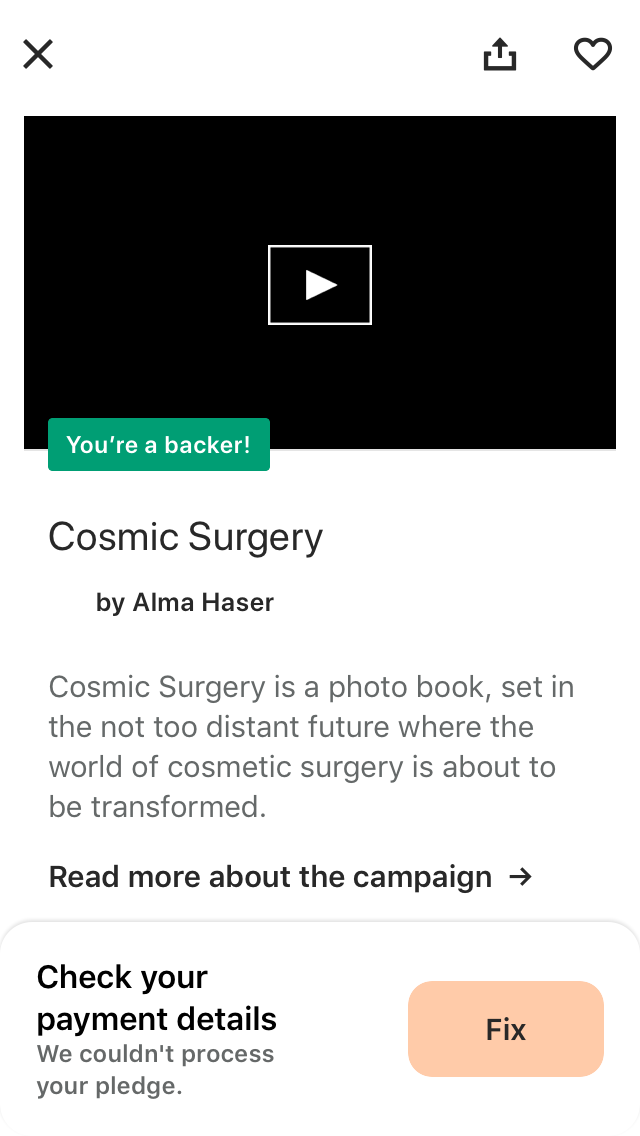 You’re a backer!
Cosmic Surgery
by Alma Haser
Cosmic Surgery is a photo book, set in
the not too distant future where the
world of cosmetic surgery is about to
be transformed.
Read more about the campaign →
Check your
payment details
We couldn't process
your pledge.
Fix